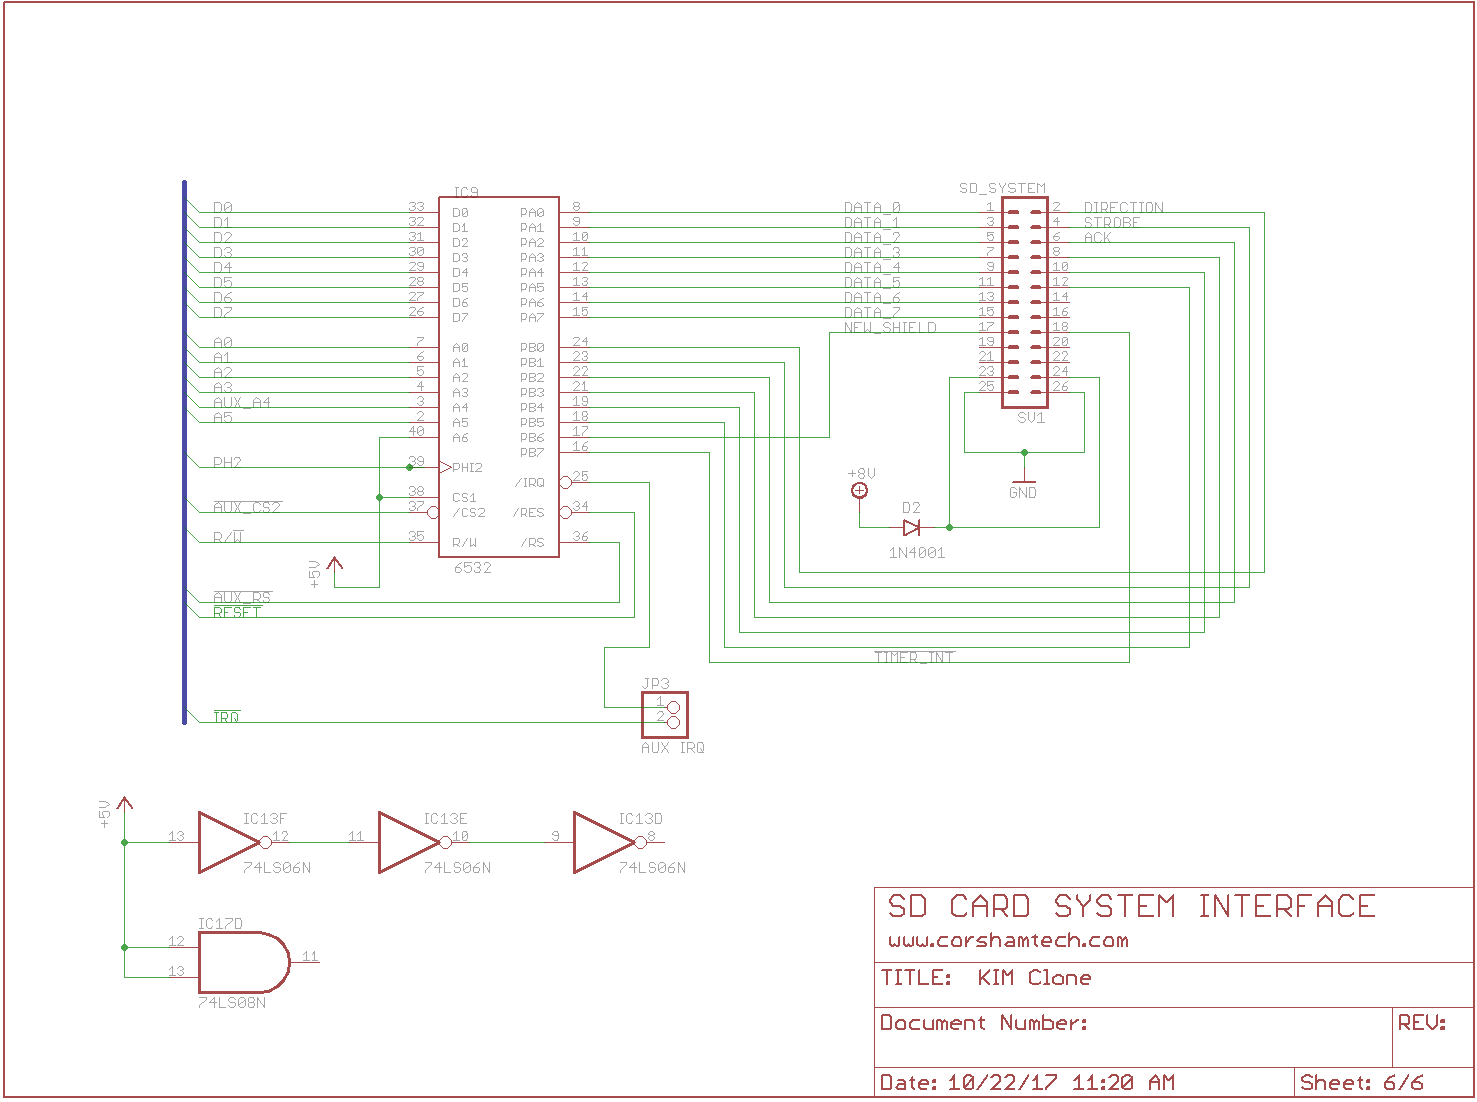 IC9
SD_SYSTEM
D0 33 D0 PA0 8 DATA_0 1 2 DIRECTION
D1 32 D1 PA1 9 DATA_1 3 4 STROBE
D2 31 D2 PA2 10 DATA_2 5 6 ACK
D3 30 D3 PA3 11 DATA_3 7 8
D4 29 D4 PA4 12 DATA_4 9 10
D5 28 D5 PA5 13 DATA_5 11 12
D6 27 D6 PA6 14 DATA_6 13 14
D7 26 D7 PA7 15 DATA_7 15 16
NEW_SHIELD 17 18
A0 7 A0 PB0 24 19 20
A1 6 A1 PB1 23 21 22
A2 5 A2 PB2 22 23 24
A3 4 A3 PB3 21 25 26
AUX_A4 3 A4 PB4 19
A5 2 A5 PB5 18 SV1
40 A6 PB6 17
PB7 16
PH2 39 PHI2
/IRQ 25 +8V
38 CS1 GND
AUX_CS2 37 /CS2 /RES 34 D2
R/W 35 R/W /RS 36
1N4001
+5V 6532
AUX_RS
RESET
TIMER_INT
JP3
1
IRQ 2
AUX IRQ
+5V
IC13F IC13E IC13D
13 12 11 10 9 8
74LS06N 74LS06N 74LS06N
IC17D
12
11
13
74LS08N
SD CARD SYSTEM INTERFACE
www.corshamtech.com
TITLE: KIM Clone
Document Number: REV:
Date: 10/22/17 11:20 AM Sheet: 6/6